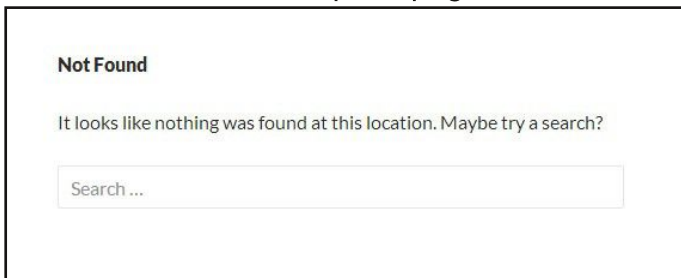 Not Found
It looks like nothing was found at this location. Maybe try a search?
Search ...